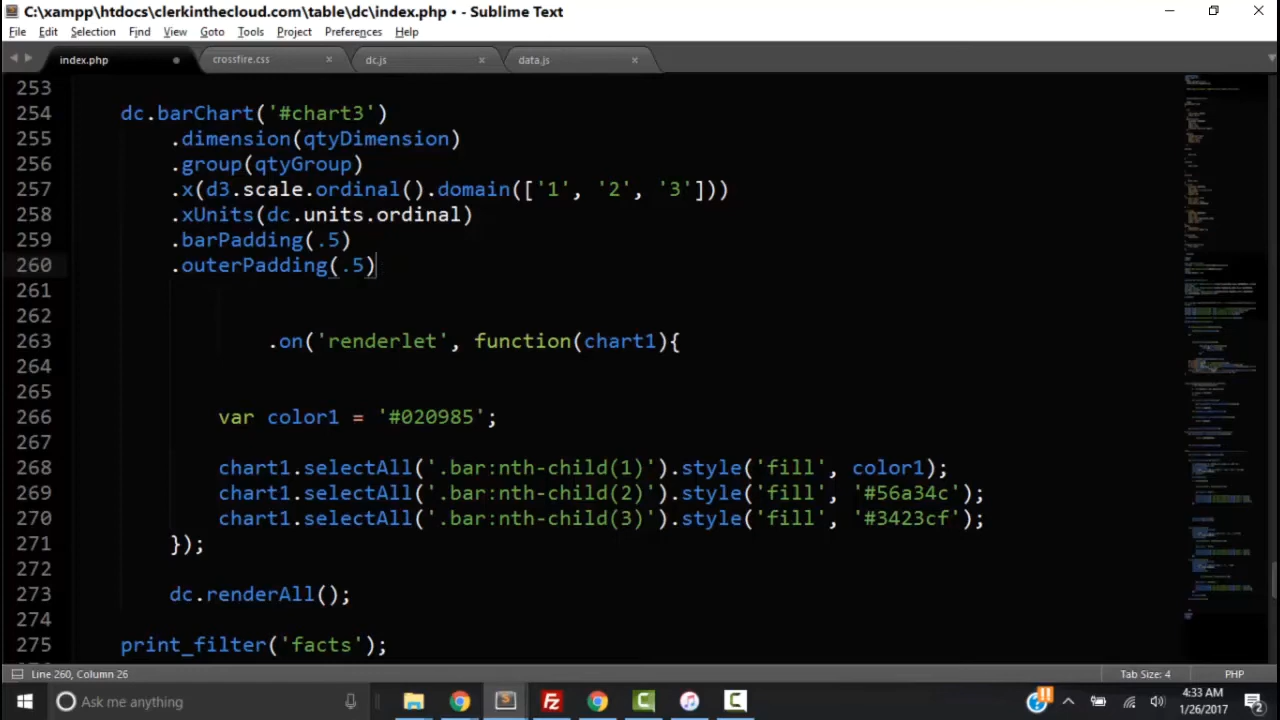 C:\xampp\htdocs\clerkinthecloud.com\table\dc\index.php • - Sublime Text
File Edit Selection Find View Goto Tools Project Preferences Help
index.php crossfire.css × dc.js × data.js ×
253
254 dc.barChart('#chart3')
255 .dimension(qtyDimension)
256 .group(qtyGroup)
257 .x(d3.scale.ordinal().domain(['1', '2', '3']))
258 .xUnits(dc.units.ordinal)
259 .barPadding(.5)
260 .outerPadding(.5)
261
262
263 .on('renderlet', function(chart1){
264
265
266 var color1 = '#020985';
267
268 chart1.selectAll('.bar:nth-child(1)').style('fill', color1);
269 chart1.selectAll('.bar:nth-child(2)').style('fill', '#56a34c');
270 chart1.selectAll('.bar:nth-child(3)').style('fill', '#3423cf');
271 });
272
273 dc.renderAll();
274
275 print_filter('facts');
Line 260, Column 26 Tab Size: 4 PHP
Ask me anything
4:33 AM
1/26/2017
2